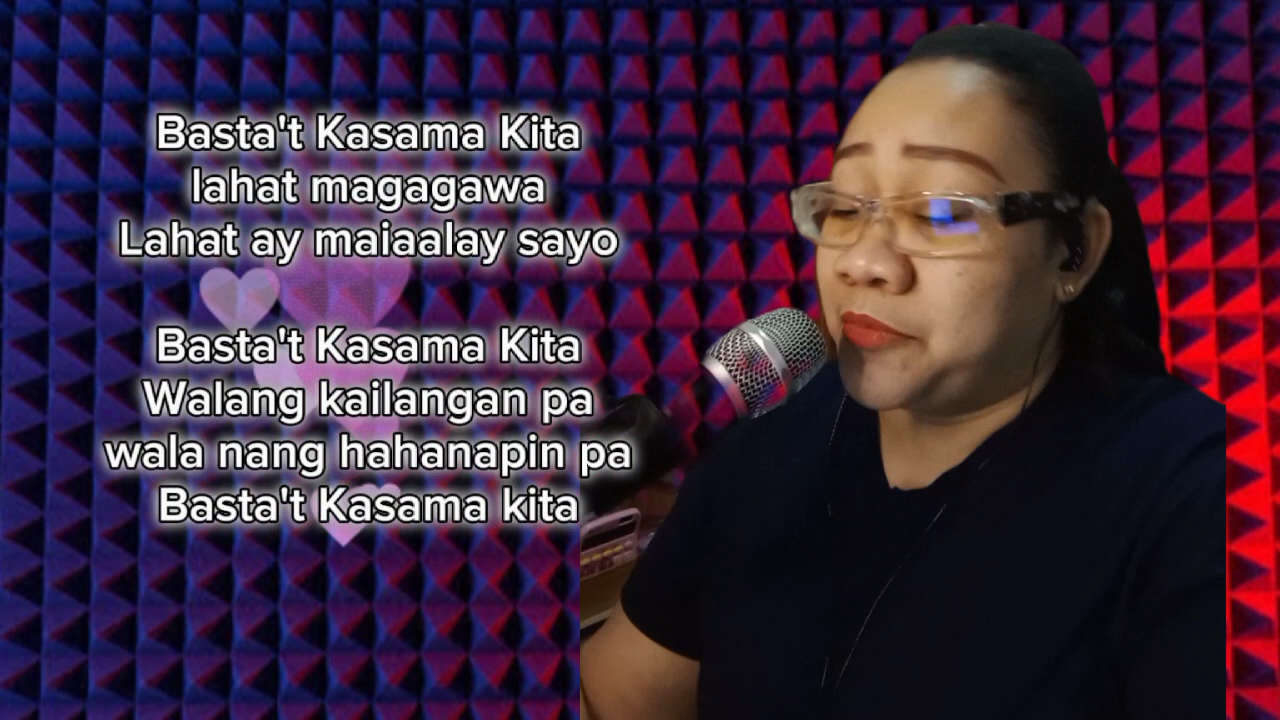 Basta't Kasama Kita
lahat magagawa
Lahat ay maiaalay sayo
Basta't Kasama Kita
Walang kailangan pa
wala nang hahanapin pa
Basta't Kasama kita